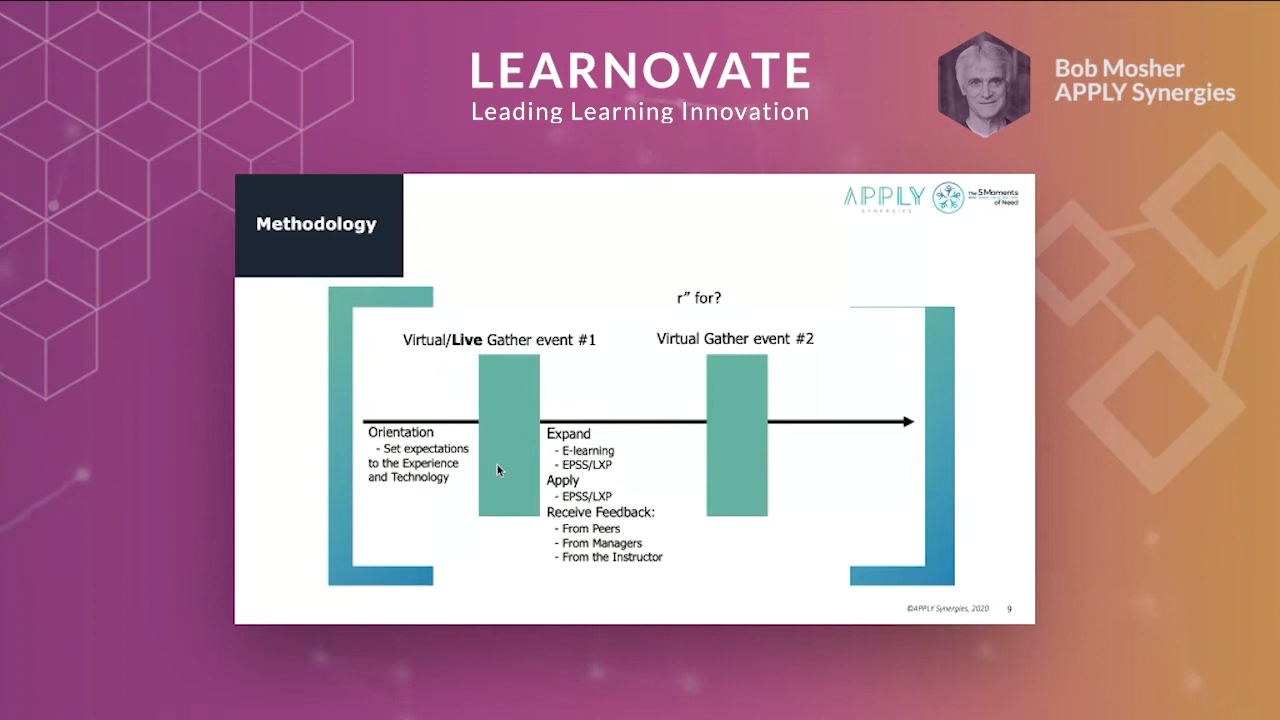 LEARNOVATE
Leading Learning Innovation
Bob Mosher
APPLY Synergies
Methodology
APPLY
SYNERGIES
The 5 Moments
of Need
r” for?
Virtual/Live Gather event #1
Virtual Gather event #2
Orientation
- Set expectations
to the Experience
and Technology
Expand
- E-learning
- EPSS/LXP
Apply
- EPSS/LXP
Receive Feedback:
- From Peers
- From Managers
- From the Instructor
©APPLY Synergies, 2020
9